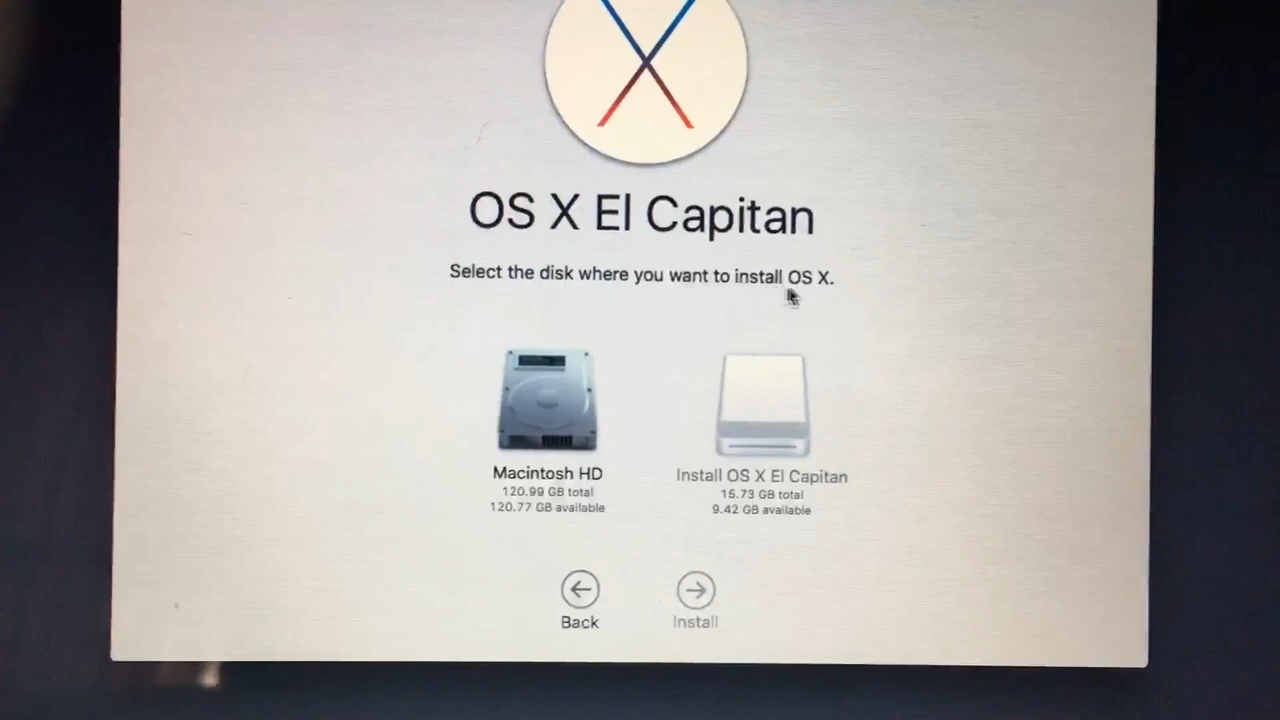 OS X El Capitan
Select the disk where you want to install OS X.
Macintosh HD
120.99 GB total
120.77 GB available
Install OS X El Capitan
15.73 GB total
9.42 GB available
Back
Install